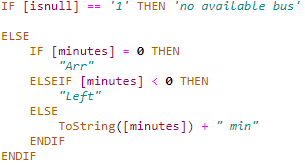 IF [isnull] == '1' THEN 'no available bus'
ELSE
IF [minutes] = 0 THEN
"Arr"
ELSEIF [minutes] < 0 THEN
"Left"
ELSE
ToString([minutes]) + " min"
ENDIF
ENDIF